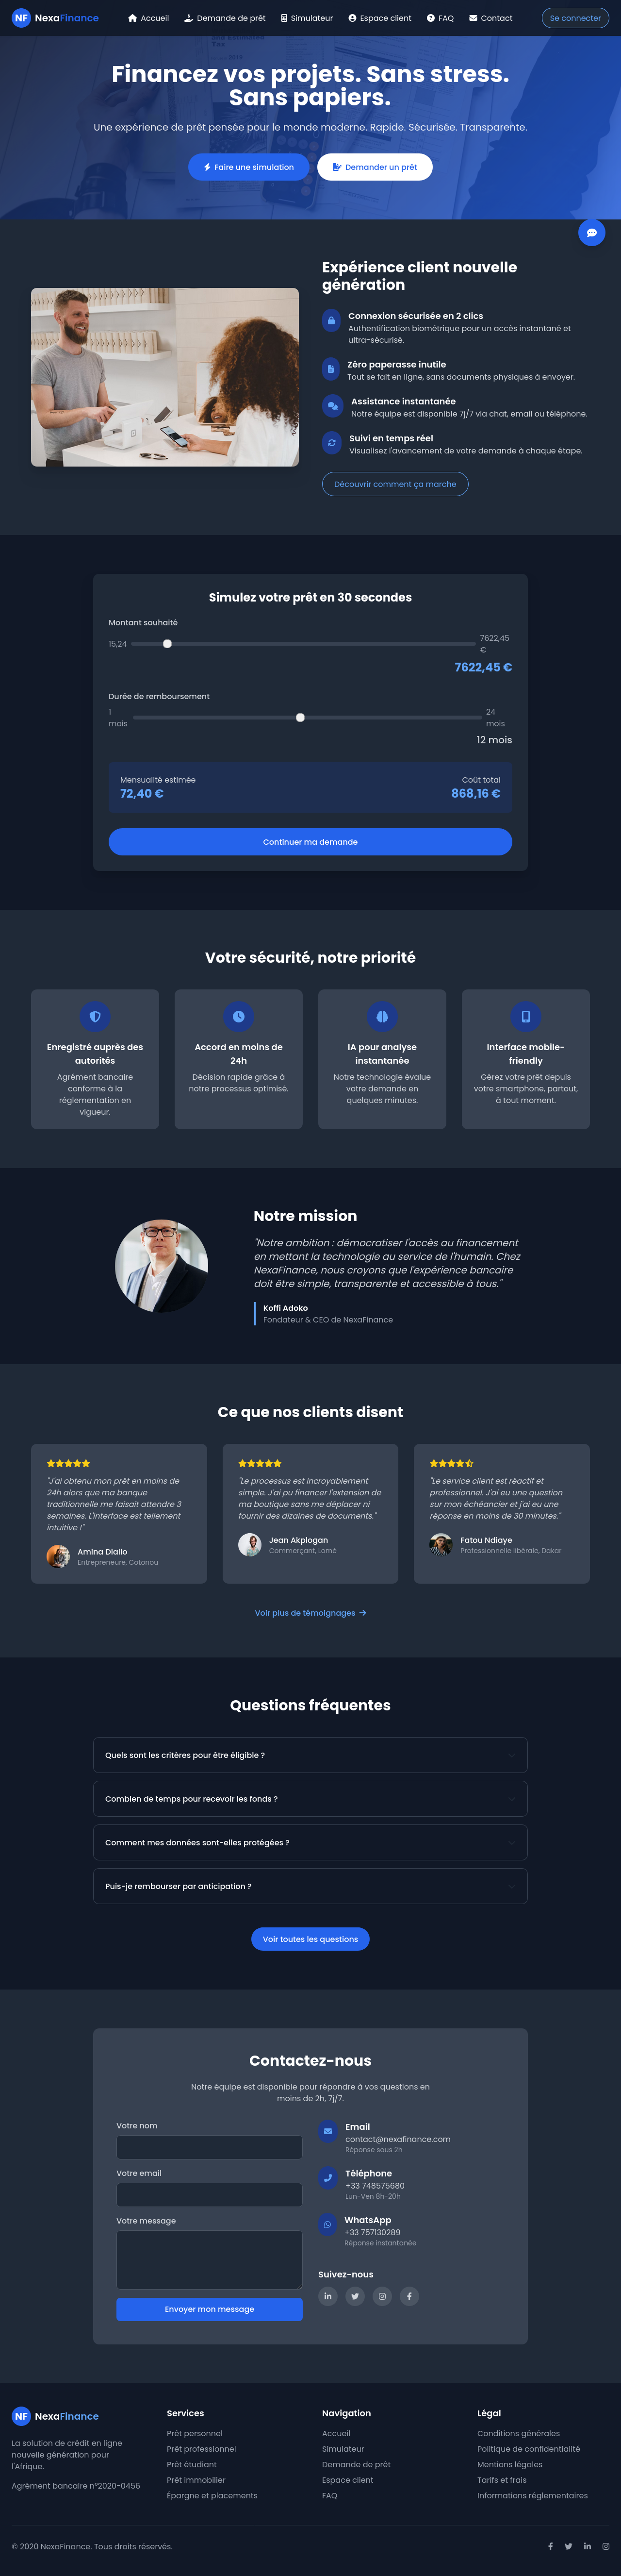 NF NexaFinance
Accueil
Demande de prêt
Simulateur
Espace client
FAQ
Contact
Se connecter
Financez vos projets. Sans stress.
Sans papiers.
Une expérience de prêt pensée pour le monde moderne. Rapide. Sécurisée. Transparente.
Faire une simulation
Demander un prêt
Expérience client nouvelle
génération
Connexion sécurisée en 2 clics
Authentification biométrique pour un accès instantané et
ultra-sécurisé.
Zéro paperasse inutile
Tout se fait en ligne, sans documents physiques à envoyer.
Assistance instantanée
Notre équipe est disponible 7j/7 via chat, email ou téléphone.
Suivi en temps réel
Visualisez l'avancement de votre demande à chaque étape.
Découvrir comment ça marche
Simulez votre prêt en 30 secondes
Montant souhaité
15,24
7622,45
€
7622,45 €
Durée de remboursement
1
mois
24
mois
12 mois
Mensualité estimée
72,40 €
Coût total
868,16 €
Continuer ma demande
Votre sécurité, notre priorité
Enregistré auprès des
autorités
Agrément bancaire
conforme à la
réglementation en
vigueur.
Accord en moins de
24h
Décision rapide grâce à
notre processus optimisé.
IA pour analyse
instantanée
Notre technologie évalue
votre demande en
quelques minutes.
Interface mobile-
friendly
Gérez votre prêt depuis
votre smartphone, partout,
à tout moment.
Notre mission
"Notre ambition : démocratiser l'accès au financement
en mettant la technologie au service de l'humain. Chez
NexaFinance, nous croyons que l'expérience bancaire
doit être simple, transparente et accessible à tous."
Koffi Adoko
Fondateur & CEO de NexaFinance
Ce que nos clients disent
"J'ai obtenu mon prêt en moins de
24h alors que ma banque
traditionnelle me faisait attendre 3
semaines. L'interface est tellement
intuitive !"
Amina Diallo
Entrepreneure, Cotonou
"Le processus est incroyablement
simple. J'ai pu financer l'extension de
ma boutique sans me déplacer ni
fournir des dizaines de documents."
Jean Akplogan
Commerçant, Lomé
"Le service client est réactif et
professionnel. J'ai eu une question
sur mon échéancier et j'ai eu une
réponse en moins de 30 minutes."
Fatou Ndiaye
Professionnelle libérale, Dakar
Voir plus de témoignages
Questions fréquentes
Quels sont les critères pour être éligible ?
Combien de temps pour recevoir les fonds ?
Comment mes données sont-elles protégées ?
Puis-je rembourser par anticipation ?
Voir toutes les questions
Contactez-nous
Notre équipe est disponible pour répondre à vos questions en
moins de 2h, 7j/7.
Votre nom
Votre email
Votre message
Envoyer mon message
Email
contact@nexafinance.com
Réponse sous 2h
Téléphone
+33 748575680
Lun-Ven 8h-20h
WhatsApp
+33 757130289
Réponse instantanée
Suivez-nous
NF NexaFinance
La solution de crédit en ligne
nouvelle génération pour
l'Afrique.
Agrément bancaire n°2020-0456
Services
Prêt personnel
Prêt professionnel
Prêt étudiant
Prêt immobilier
Épargne et placements
Navigation
Accueil
Simulateur
Demande de prêt
Espace client
FAQ
Légal
Conditions générales
Politique de confidentialité
Mentions légales
Tarifs et frais
Informations réglementaires
© 2020 NexaFinance. Tous droits réservés.